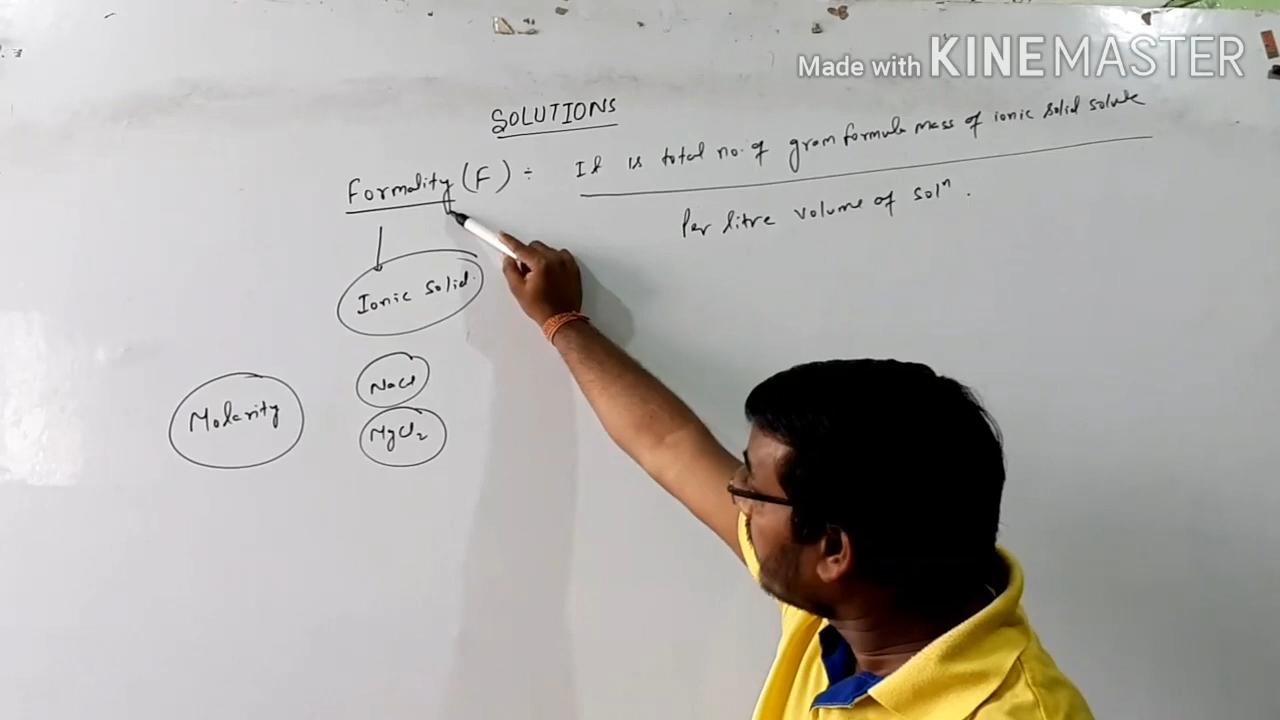 Made with KINEMASTER
SOLUTIONS
Formality (F) ÷ It is total no. of gram formula mass of ionic solid solute
Per litre volume of solⁿ.
Ionic Solid.
NaCl
Molarity
MgCl₂